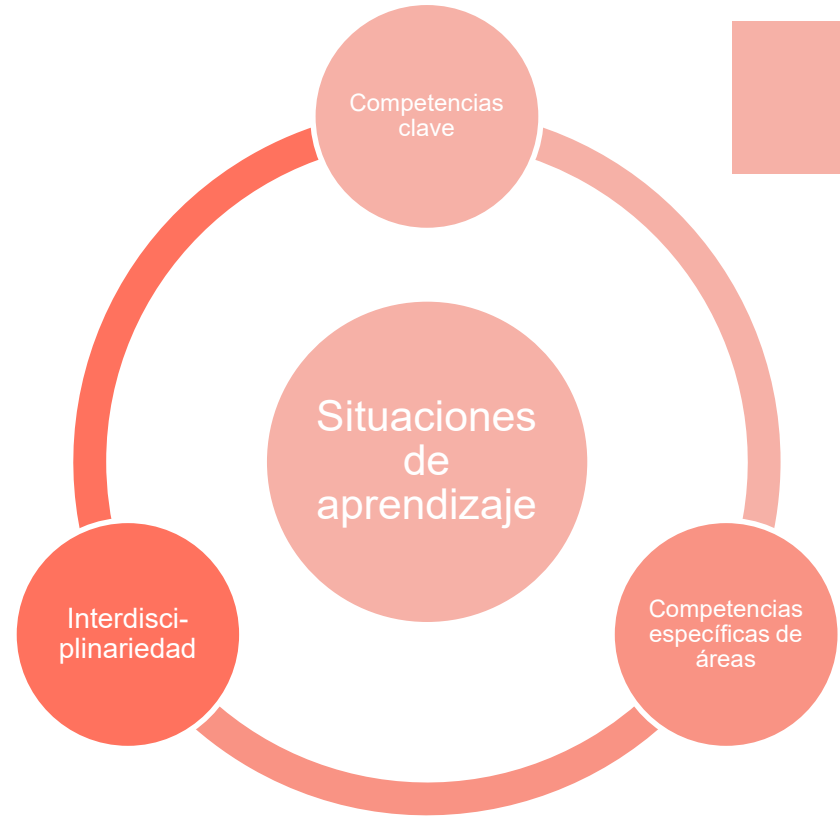 Competencias
clave
Situaciones
de
aprendizaje
Interdisci-
plinariedad
Competencias
específicas de
áreas